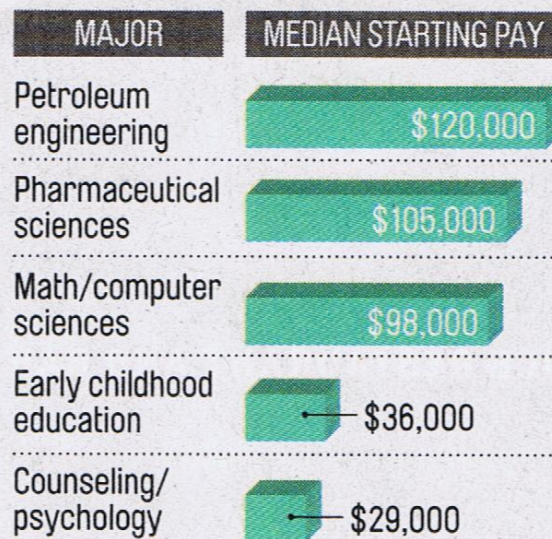 MAJOR MEDIAN STARTING PAY
Petroleum
engineering $120,000
Pharmaceutical
sciences $105,000
Math/computer
sciences $98,000
Early childhood
education $36,000
Counseling/
psychology $29,000